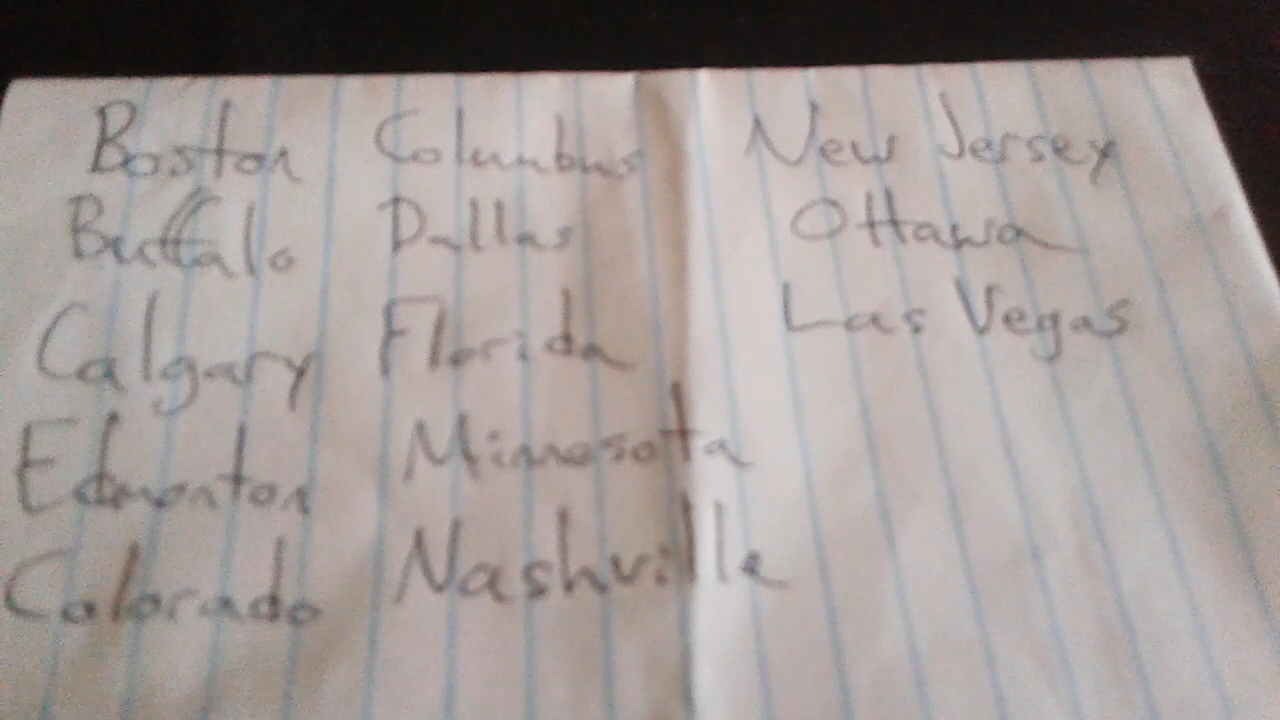 Boston
Buffalo
Calgary
Edmonton
Colorado
Columbus
Dallas
Florida
Minnesota
Nashville
New Jersey
Ottawa
Las Vegas